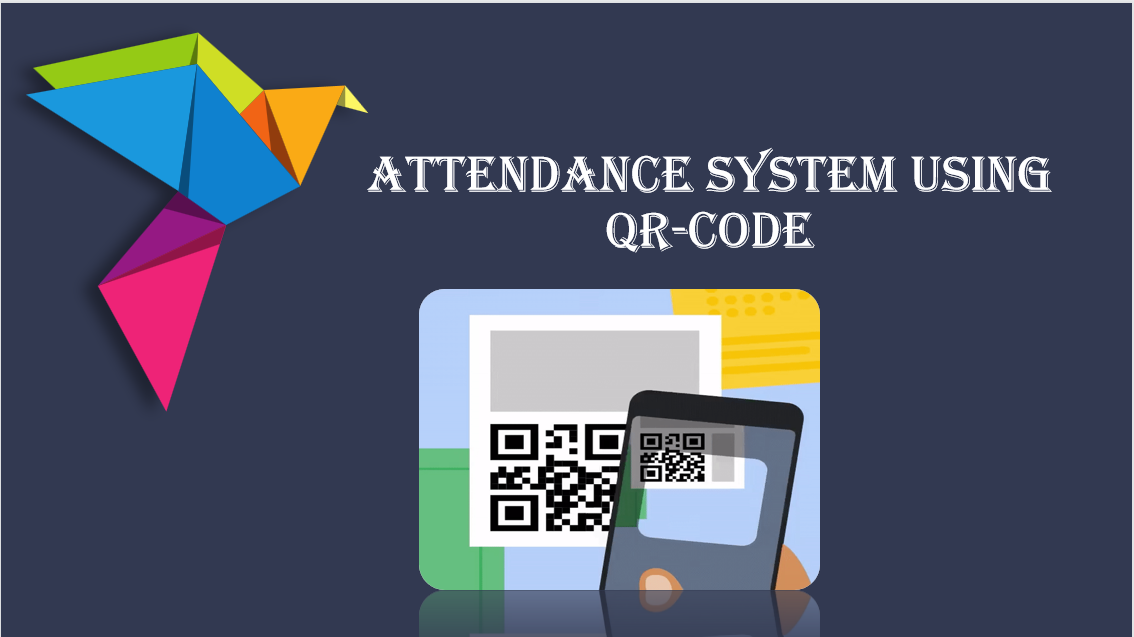 ATTENDANCE SYSTEM USING
QR-CODE